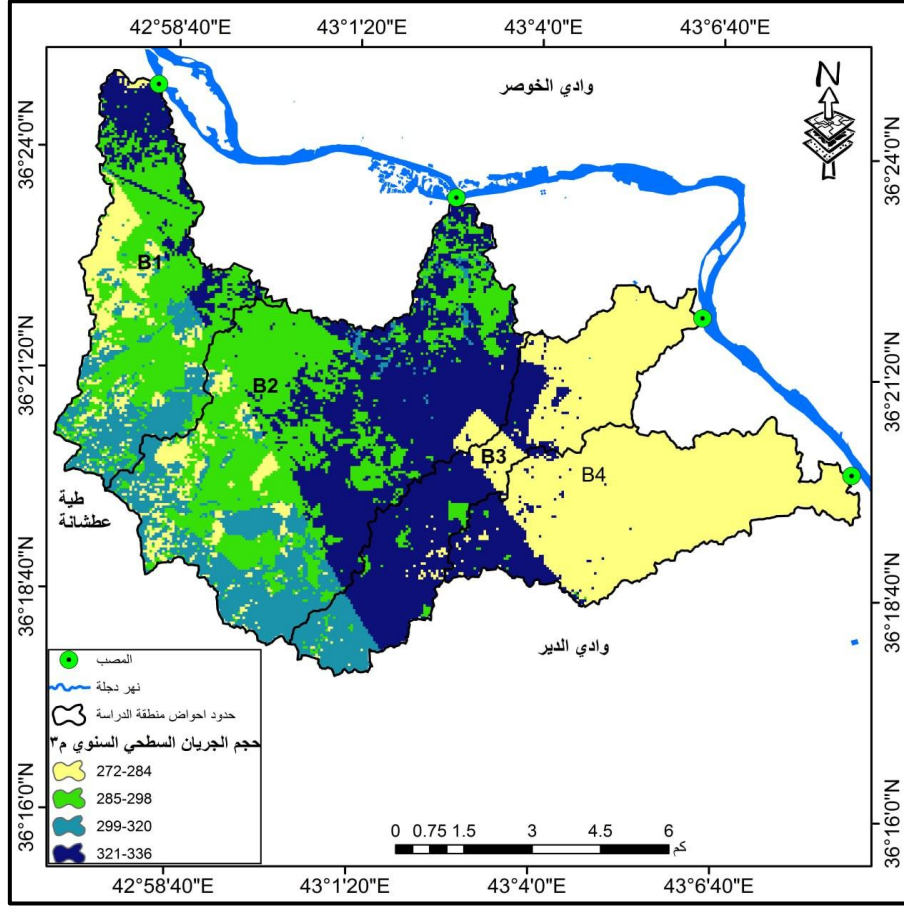 42°58'40"E 43°1'20"E 43°4'0"E 43°6'40"E
وادي الخوصر
N
36°24'0"N 36°24'0"N
B1
36°21'20"N 36°21'20"N
B2
B3
B4
طية
عطشانة
36°18'40"N 36°18'40"N
وادي الدير
المصب
نهر دجلة
حدود احواض منطقة الدراسة
حجم الجريان السطحي السنوي م٣
272-284
285-298
299-320
321-336
36°16'0"N 36°16'0"N
0 0.75 1.5 3 4.5 6
كم
42°58'40"E 43°1'20"E 43°4'0"E 43°6'40"E